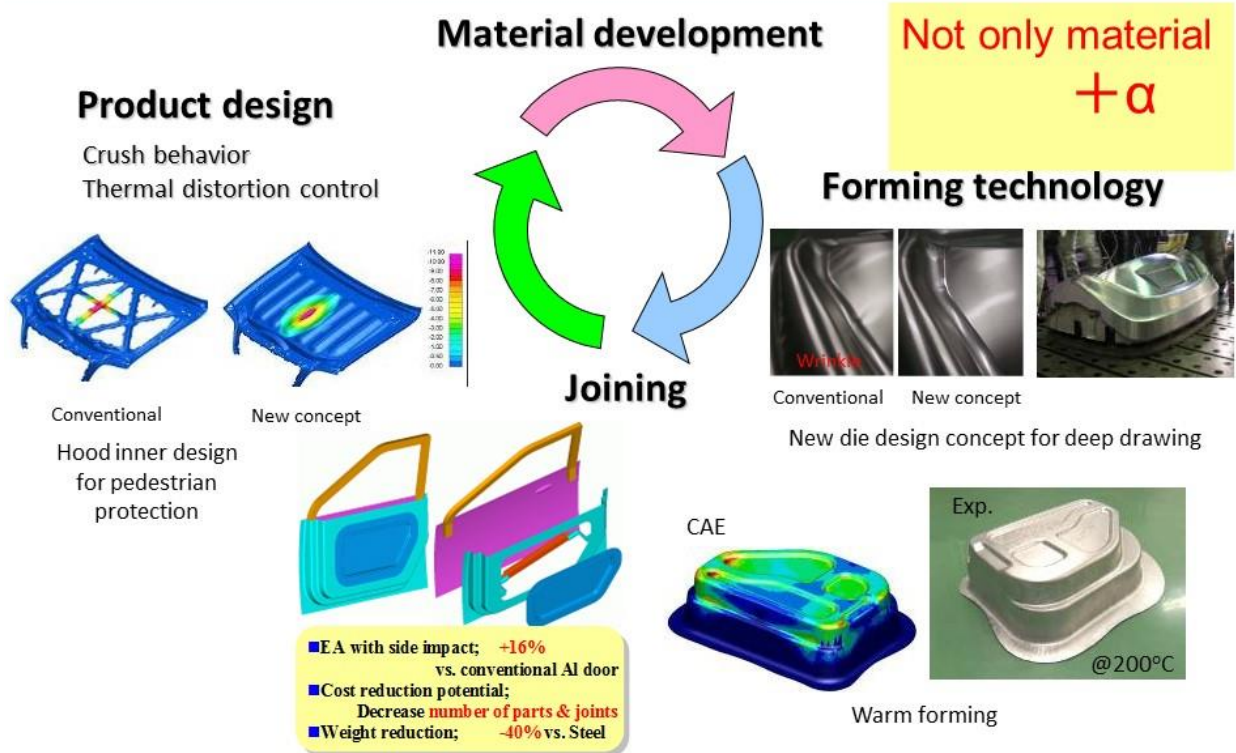 Material development
Not only material
＋α
Product design
Crush behavior
Thermal distortion control
Conventional
New concept
Hood inner design
for pedestrian
protection
Forming technology
Wrinkle
Conventional
New concept
New die design concept for deep drawing
Joining
■EA with side impact; +16%
vs. conventional Al door
■Cost reduction potential;
Decrease number of parts & joints
■Weight reduction; -40% vs. Steel
CAE
Exp.
@200°C
Warm forming